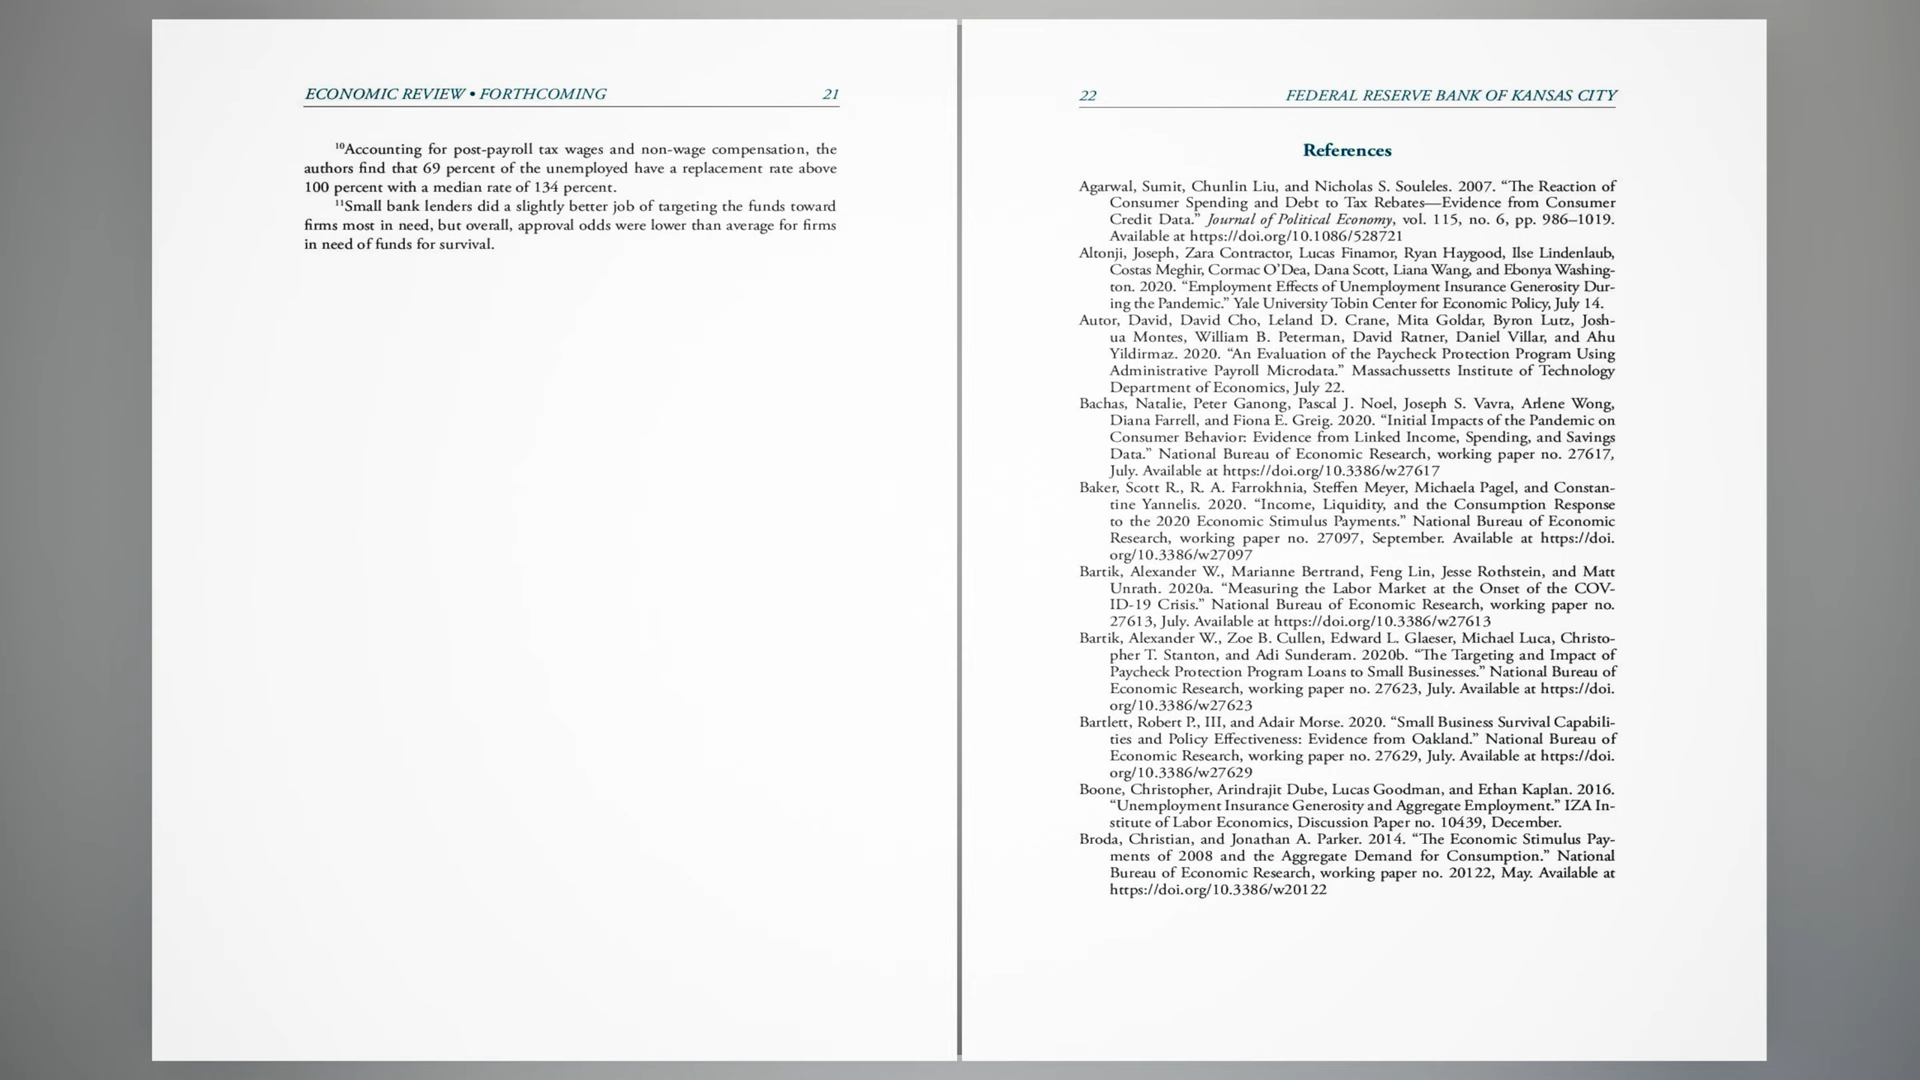 ECONOMIC REVIEW • FORTHCOMING 21
¹⁰Accounting for post-payroll tax wages and non-wage compensation, the
authors find that 69 percent of the unemployed have a replacement rate above
100 percent with a median rate of 134 percent.
¹¹Small bank lenders did a slightly better job of targeting the funds toward
firms most in need, but overall, approval odds were lower than average for firms
in need of funds for survival.
22 FEDERAL RESERVE BANK OF KANSAS CITY
References
Agarwal, Sumit, Chunlin Liu, and Nicholas S. Souleles. 2007. “The Reaction of
Consumer Spending and Debt to Tax Rebates—Evidence from Consumer
Credit Data.” Journal of Political Economy, vol. 115, no. 6, pp. 986–1019.
Available at https://doi.org/10.1086/528721
Altonji, Joseph, Zara Contractor, Lucas Finamor, Ryan Haygood, Ilse Lindenlaub,
Costas Meghir, Cormac O’Dea, Dana Scott, Liana Wang, and Ebonya Washing-
ton. 2020. “Employment Effects of Unemployment Insurance Generosity Dur-
ing the Pandemic.” Yale University Tobin Center for Economic Policy, July 14.
Autor, David, David Cho, Leland D. Crane, Mita Goldar, Byron Lutz, Josh-
ua Montes, William B. Peterman, David Ratner, Daniel Villar, and Ahu
Yildirmaz. 2020. “An Evaluation of the Paycheck Protection Program Using
Administrative Payroll Microdata.” Massachussetts Institute of Technology
Department of Economics, July 22.
Bachas, Natalie, Peter Ganong, Pascal J. Noel, Joseph S. Vavra, Arlene Wong,
Diana Farrell, and Fiona E. Greig. 2020. “Initial Impacts of the Pandemic on
Consumer Behavior: Evidence from Linked Income, Spending, and Savings
Data.” National Bureau of Economic Research, working paper no. 27617,
July. Available at https://doi.org/10.3386/w27617
Baker, Scott R., R. A. Farrokhnia, Steffen Meyer, Michaela Pagel, and Constan-
tine Yannelis. 2020. “Income, Liquidity, and the Consumption Response
to the 2020 Economic Stimulus Payments.” National Bureau of Economic
Research, working paper no. 27097, September. Available at https://doi.
org/10.3386/w27097
Bartik, Alexander W., Marianne Bertrand, Feng Lin, Jesse Rothstein, and Matt
Unrath. 2020a. “Measuring the Labor Market at the Onset of the COV-
ID-19 Crisis.” National Bureau of Economic Research, working paper no.
27613, July. Available at https://doi.org/10.3386/w27613
Bartik, Alexander W., Zoe B. Cullen, Edward L. Glaeser, Michael Luca, Christo-
pher T. Stanton, and Adi Sunderam. 2020b. “The Targeting and Impact of
Paycheck Protection Program Loans to Small Businesses.” National Bureau of
Economic Research, working paper no. 27623, July. Available at https://doi.
org/10.3386/w27623
Bartlett, Robert P., III, and Adair Morse. 2020. “Small Business Survival Capabili-
ties and Policy Effectiveness: Evidence from Oakland.” National Bureau of
Economic Research, working paper no. 27629, July. Available at https://doi.
org/10.3386/w27629
Boone, Christopher, Arindrajit Dube, Lucas Goodman, and Ethan Kaplan. 2016.
“Unemployment Insurance Generosity and Aggregate Employment.” IZA In-
stitute of Labor Economics, Discussion Paper no. 10439, December.
Broda, Christian, and Jonathan A. Parker. 2014. “The Economic Stimulus Pay-
ments of 2008 and the Aggregate Demand for Consumption.” National
Bureau of Economic Research, working paper no. 20122, May. Available at
https://doi.org/10.3386/w20122